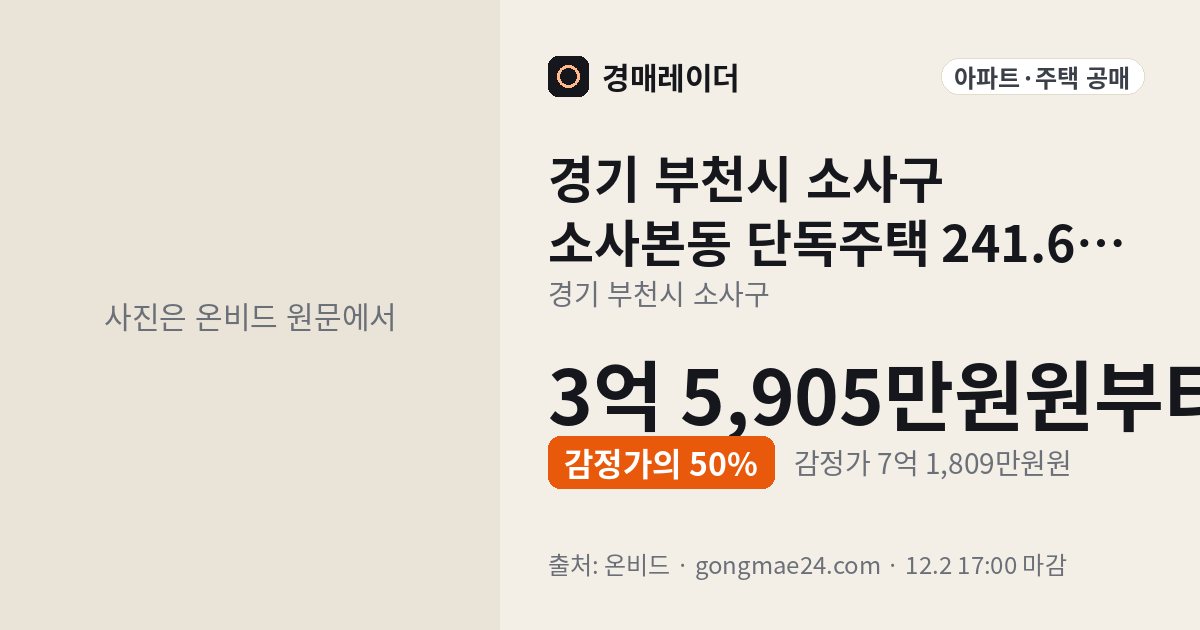 경매레이더
아파트·주택 공매
경기 부천시 소사구
소사본동 단독주택 241.6…
경기 부천시 소사구
사진은 온비드 원문에서
3억 5,905만원원부터
감정가의 50%
감정가 7억 1,809만원원
출처: 온비드 · gongmae24.com · 12.2 17:00 마감